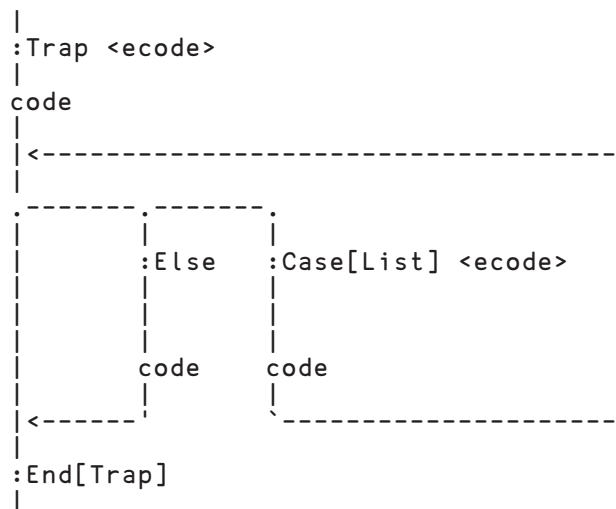 |
:Trap <ecode>
|
code
|
|<------------------------------------
|
.-------.-------.
|       |       |
|       :Else   :Case[List] <ecode>
|       |       |
|       |       |
|       |       |
|       code    code
|       |       |
|<------'       `---------------------
|
:End[Trap]
|